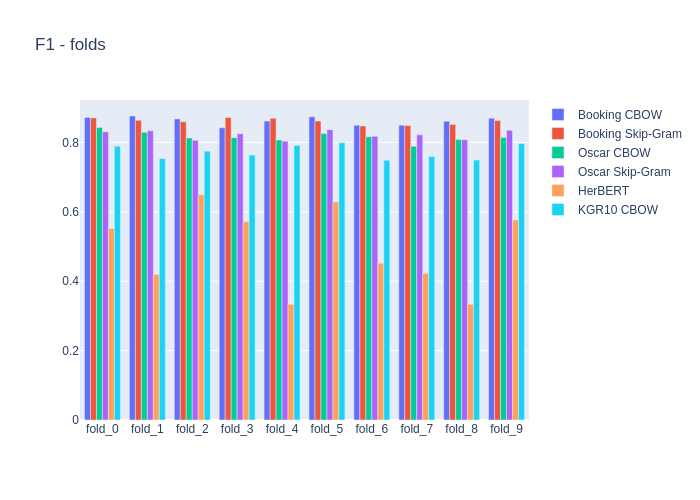 F1 - folds
Booking CBOW
Booking Skip-Gram
Oscar CBOW
Oscar Skip-Gram
HerBERT
KGR10 CBOW
0.8
0.6
0.4
0.2
0
fold_0 fold_1 fold_2 fold_3 fold_4 fold_5 fold_6 fold_7 fold_8 fold_9